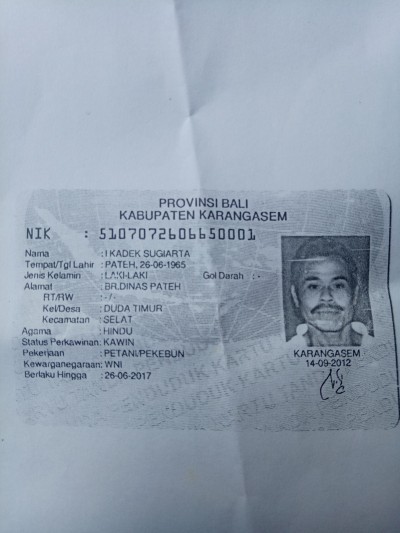 PROVINSI BALI
KABUPATEN KARANGASEM
NIK : 5107072606650001
Nama : I KADEK SUGIARTA
Tempat/Tgl Lahir : PATEH, 26-06-1965
Jenis Kelamin : LAKI-LAKI Gol Darah : -
Alamat : BR.DINAS PATEH
RT/RW : -/-
Kel/Desa : DUDA TIMUR
Kecamatan : SELAT
Agama : HINDU
Status Perkawinan: KAWIN
Pekerjaan : PETANI/PEKEBUN
Kewarganegaraan: WNI
Berlaku Hingga : 26-06-2017
KARANGASEM
14-09-2012